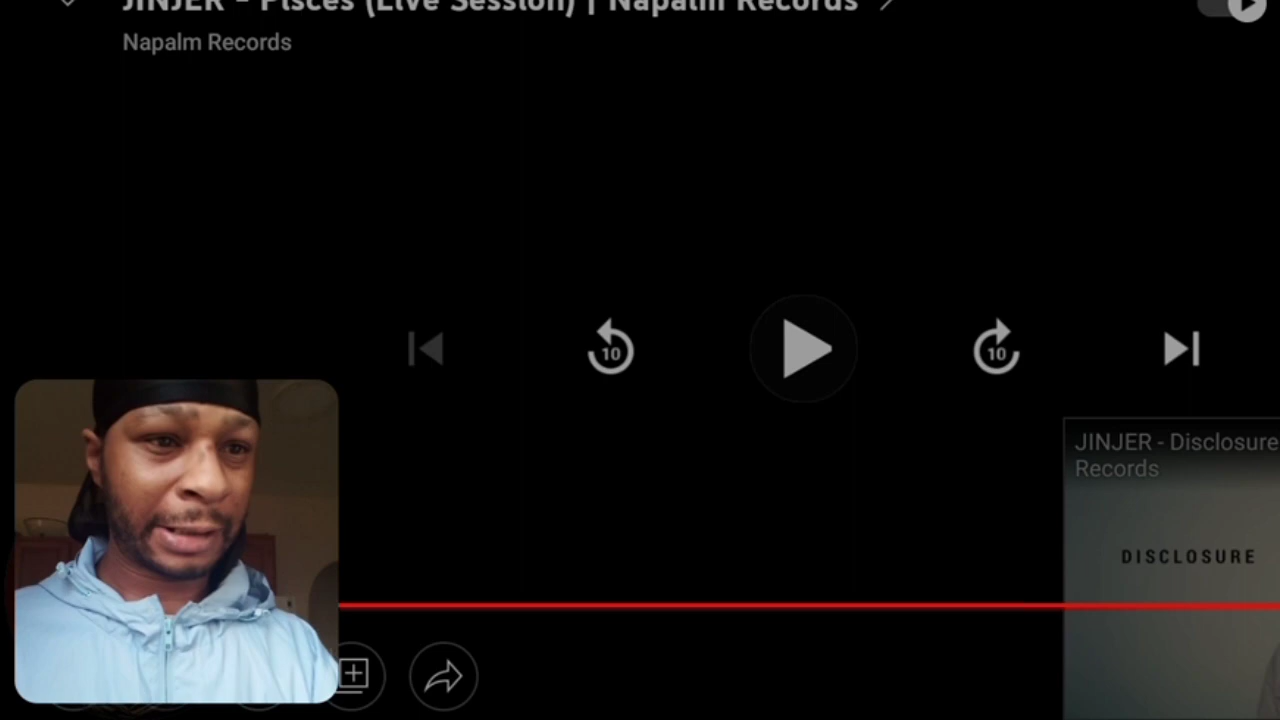 JINJER - Pisces (Live Session) | Napalm Records
Napalm Records
10
10
JINJER - Disclosure
Records
DISCLOSURE